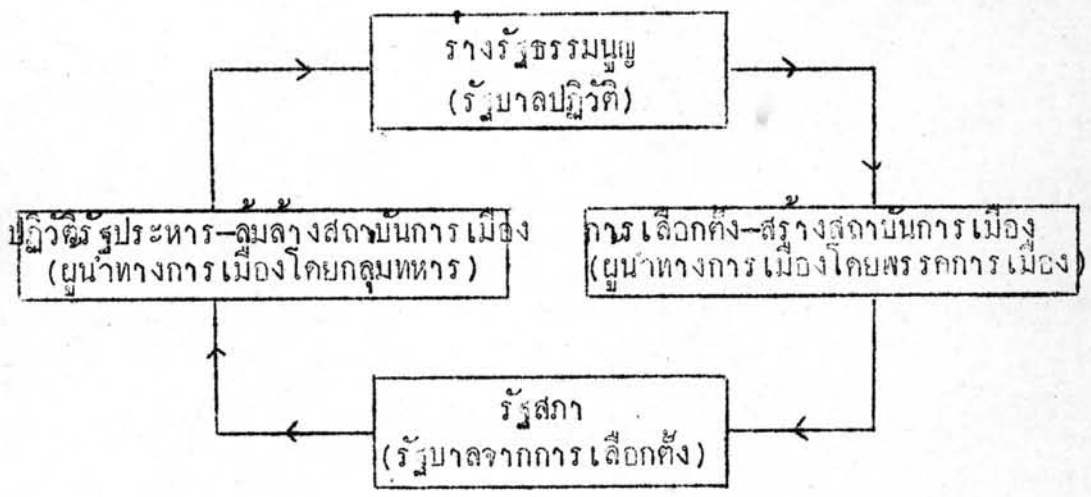 รางรัฐธรรมนูญ
(รัฐบาลปฏิวัติ)
ปฏิวัติรัฐประหาร-ล้มล้างสถาบันการเมือง
(ผู้นำทางการเมืองโดยกลุ่มทหาร)
การเลือกตั้ง-สร้างสถาบันการเมือง
(ผู้นำทางการเมืองโดยพรรคการเมือง)
รัฐสภา
(รัฐบาลจากการเลือกตั้ง)